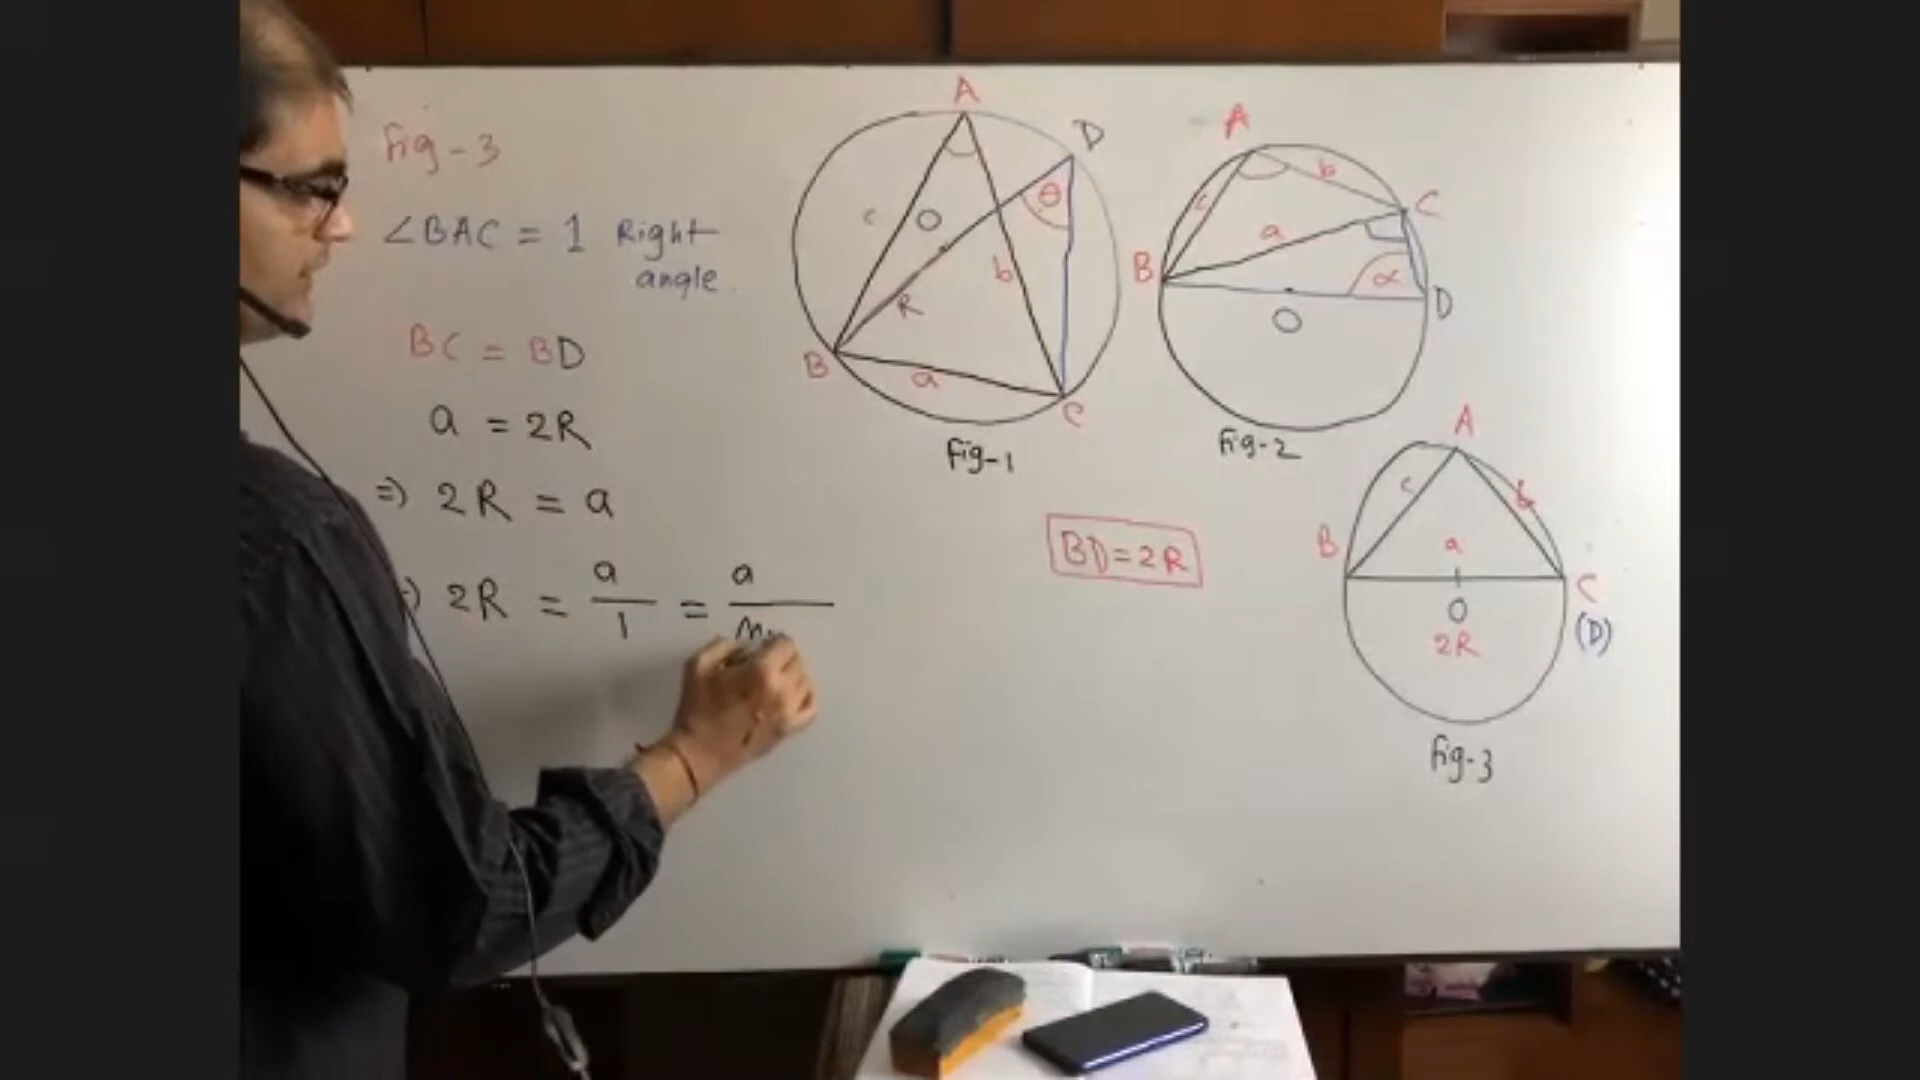 Fig-3
∠BAC = 1 Right
angle.
BC = BD
a = 2R
⇒ 2R = a
2R = a/1 = a/
A
D
θ
c
O
b
R
B
a
C
Fig-1
A
b
C
c
a
B
α
D
O
Fig-2
BD = 2R
A
c
b
B
a
C
O
(D)
2R
Fig-3